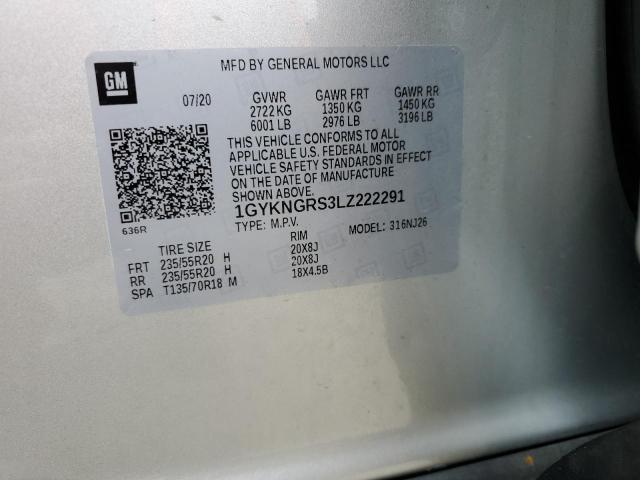 GM
MFD BY GENERAL MOTORS LLC
07/20 GVWR GAWR FRT GAWR RR
2722 KG 1350 KG 1450 KG
6001 LB 2976 LB 3196 LB
THIS VEHICLE CONFORMS TO ALL
APPLICABLE U.S. FEDERAL MOTOR
VEHICLE SAFETY STANDARDS IN EFFECT
ON THE DATE OF MANUFACTURE
SHOWN ABOVE.
1GYKNGRS3LZ222291
TYPE: M.P.V. MODEL: 316NJ26
636R
TIRE SIZE RIM
FRT 235/55R20 H 20X8J
RR 235/55R20 H 20X8J
SPA T135/70R18 M 18X4.5B